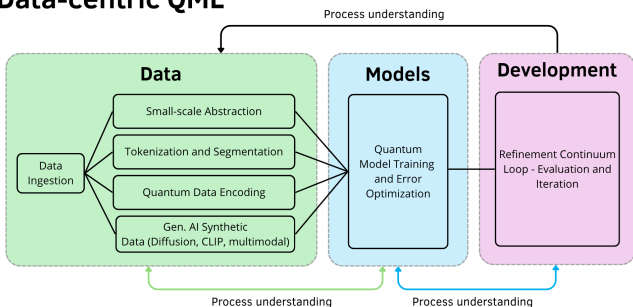 Data-centric QML
Process understanding
Data
Models
Development
Data
Ingestion
Small-scale Abstraction
Tokenization and Segmentation
Quantum Data Encoding
Gen. AI Synthetic
Data (Diffusion, CLIP, multimodal)
Quantum
Model Training
and Error
Optimization
Refinement Continuum
Loop - Evaluation and
Iteration
Process understanding
Process understanding